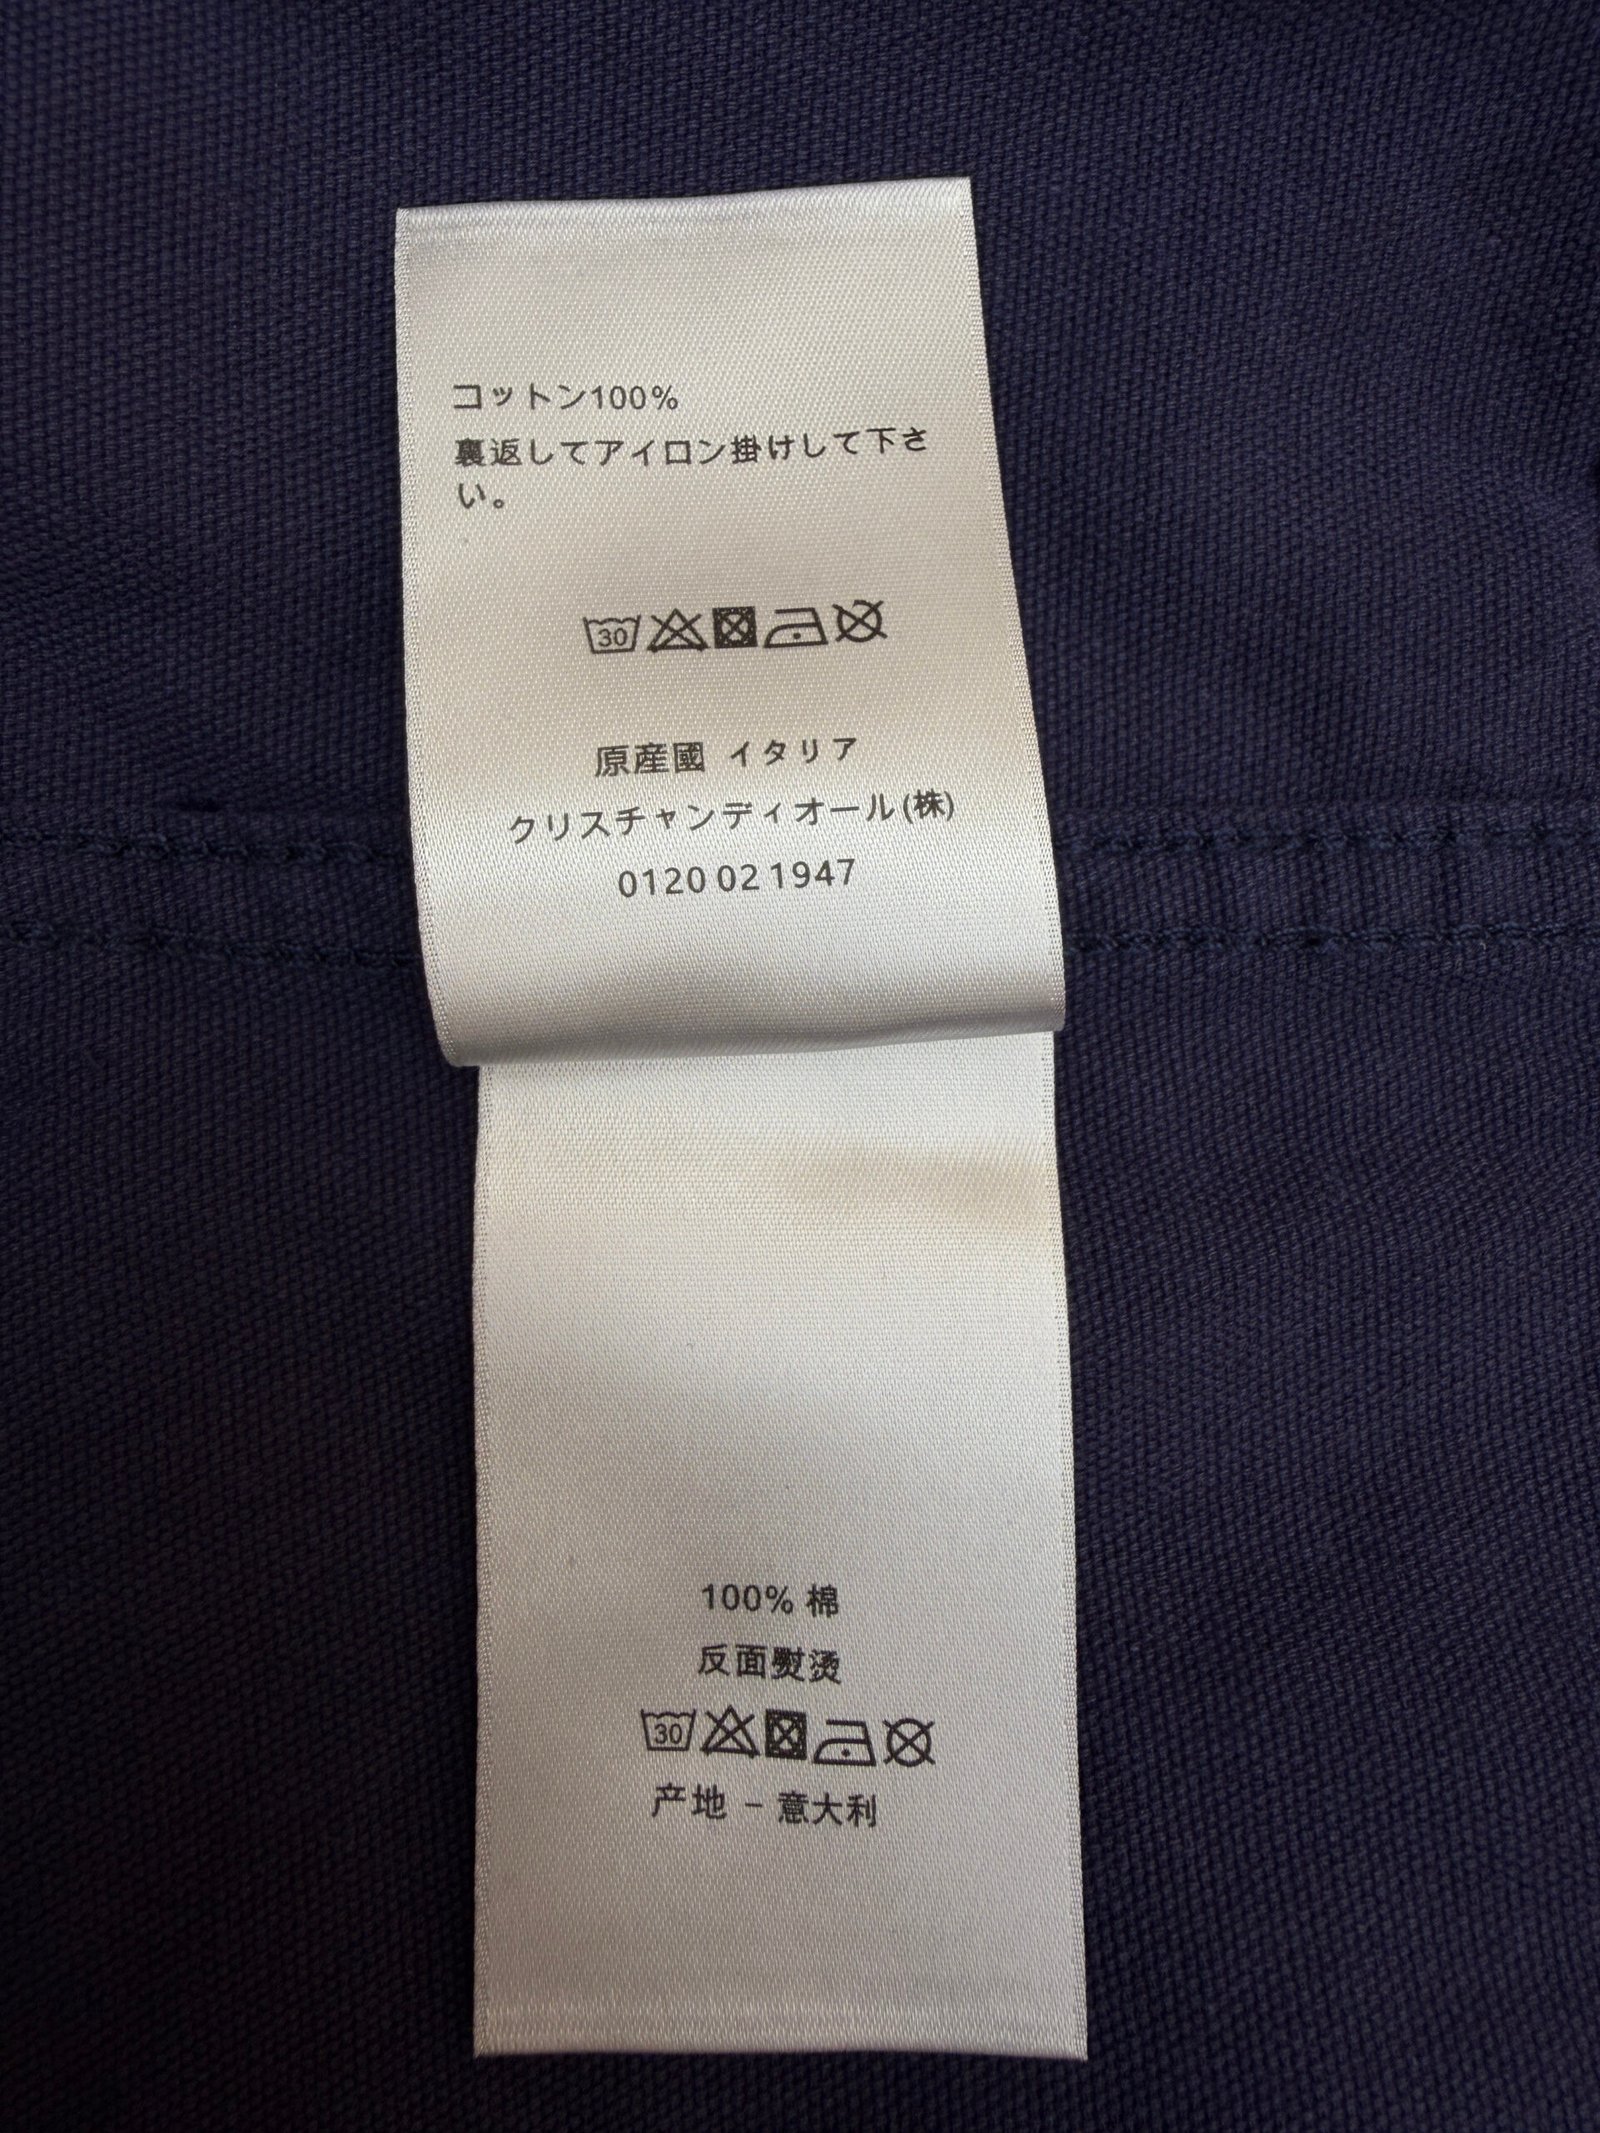 コットン100%
裏返してアイロン掛けして下さ
い。
30
原産國 イタリア
クリスチャンディオール(株)
0120 02 1947
100% 棉
反面熨烫
30
产地 – 意大利